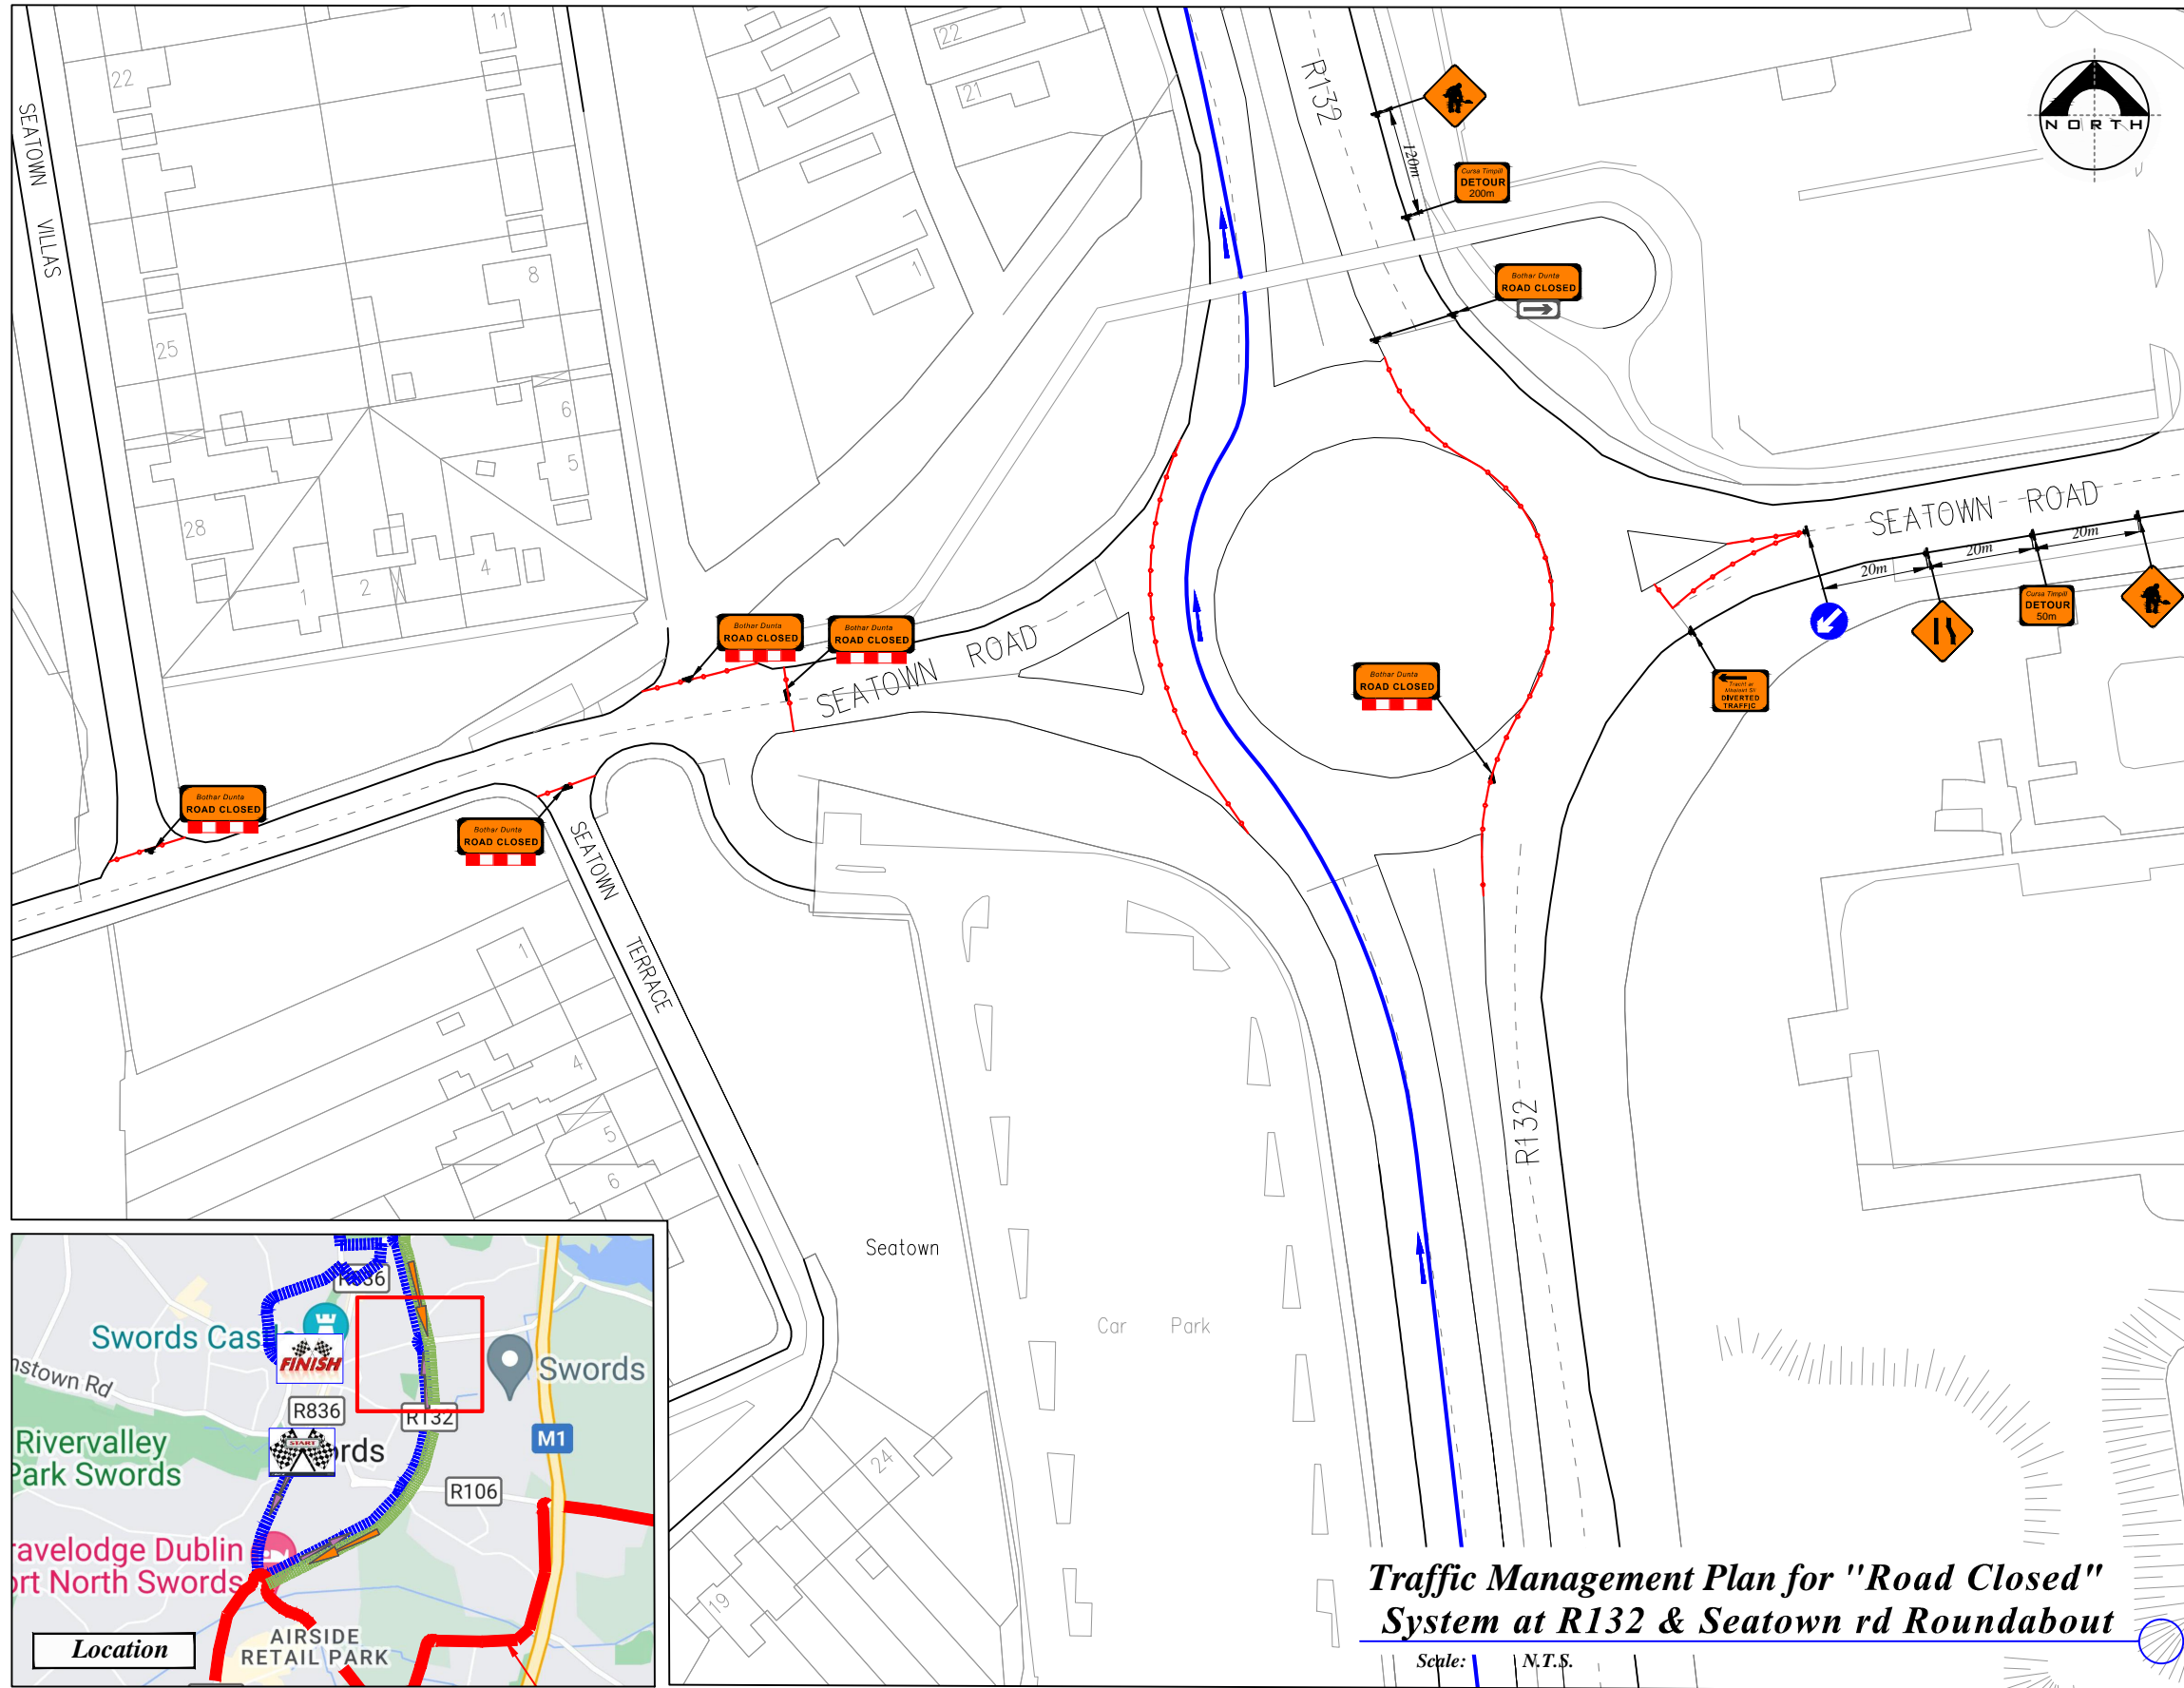 SEATOWN VILLAS
22
11
25
8
6
5
28
1
2
4
22
21
1
R132
120m
Cursa Timpill
DETOUR
200m
Bothar Dunta
ROAD CLOSED
NORTH
SEATOWN ROAD
20m
20m
20m
Cursa Timpill
DETOUR
50m
DIVERTED
TRAFFIC
Bothar Dunta
ROAD CLOSED
Bothar Dunta
ROAD CLOSED
SEATOWN ROAD
Bothar Dunta
ROAD CLOSED
Bothar Dunta
ROAD CLOSED
Bothar Dunta
ROAD CLOSED
SEATOWN TERRACE
1
4
5
6
R132
Seatown
Car Park
24
19
Swords Cas
FINISH
nstown Rd
R836
R132
Swords
M1
START
rds
Rivervalley
Park Swords
R106
ravelodge Dublin
ort North Swords
AIRSIDE
RETAIL PARK
Location
Traffic Management Plan for "Road Closed"
System at R132 & Seatown rd Roundabout
Scale: N.T.S.